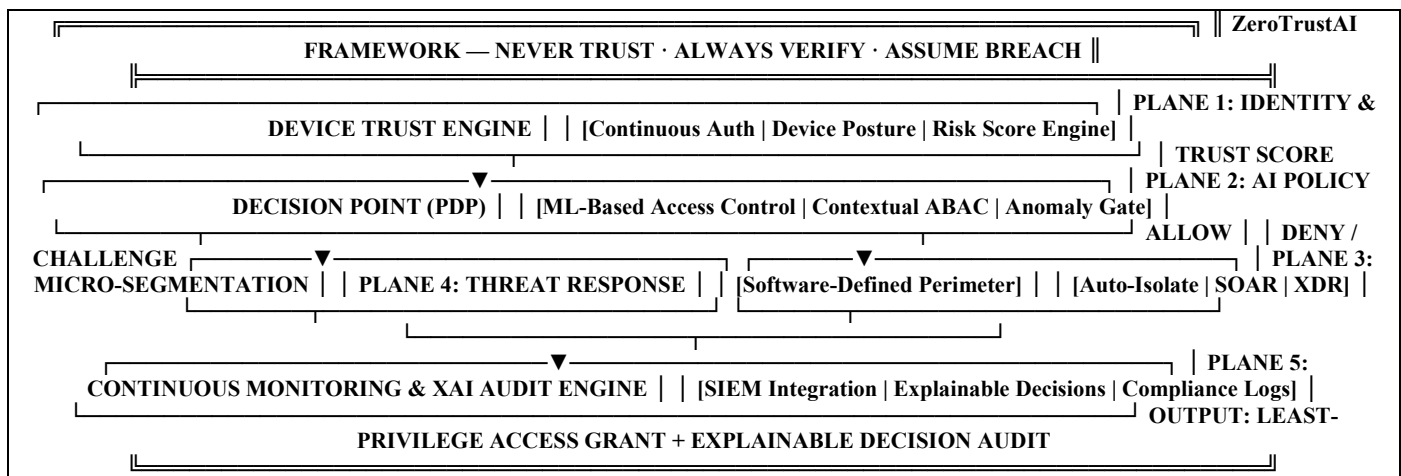 ╔══════════════════════════════════════╗ ║ ZeroTrustAI
FRAMEWORK — NEVER TRUST · ALWAYS VERIFY · ASSUME BREACH ║
╠══════════════════════════════════════╣
┌──────────────────────────────────────┐ │ PLANE 1: IDENTITY &
DEVICE TRUST ENGINE │ │ [Continuous Auth | Device Posture | Risk Score Engine] │
└──────────────────┬───────────────────┘ │ TRUST SCORE
┌──────────────────▼───────────────────┐ │ PLANE 2: AI POLICY
DECISION POINT (PDP) │ │ [ML-Based Access Control | Contextual ABAC | Anomaly Gate] │
└──────┬───────────────────────┬───────┘ ALLOW │ │ DENY /
CHALLENGE ┌──────▼────────────────┐ ┌──────▼────────────────┐ │ PLANE 3:
MICRO-SEGMENTATION │ │ PLANE 4: THREAT RESPONSE │ │ [Software-Defined Perimeter] │ │ [Auto-Isolate | SOAR | XDR] │
└──────┬────────────────┘ └──────┬────────────────┘
└────────────┬────────────┘
┌──────────────────▼───────────────────┐ │ PLANE 5:
CONTINUOUS MONITORING & XAI AUDIT ENGINE │ │ [SIEM Integration | Explainable Decisions | Compliance Logs] │
└──────────────────────────────────────┘ OUTPUT: LEAST-
PRIVILEGE ACCESS GRANT + EXPLAINABLE DECISION AUDIT
╚══════════════════════════════════════╝